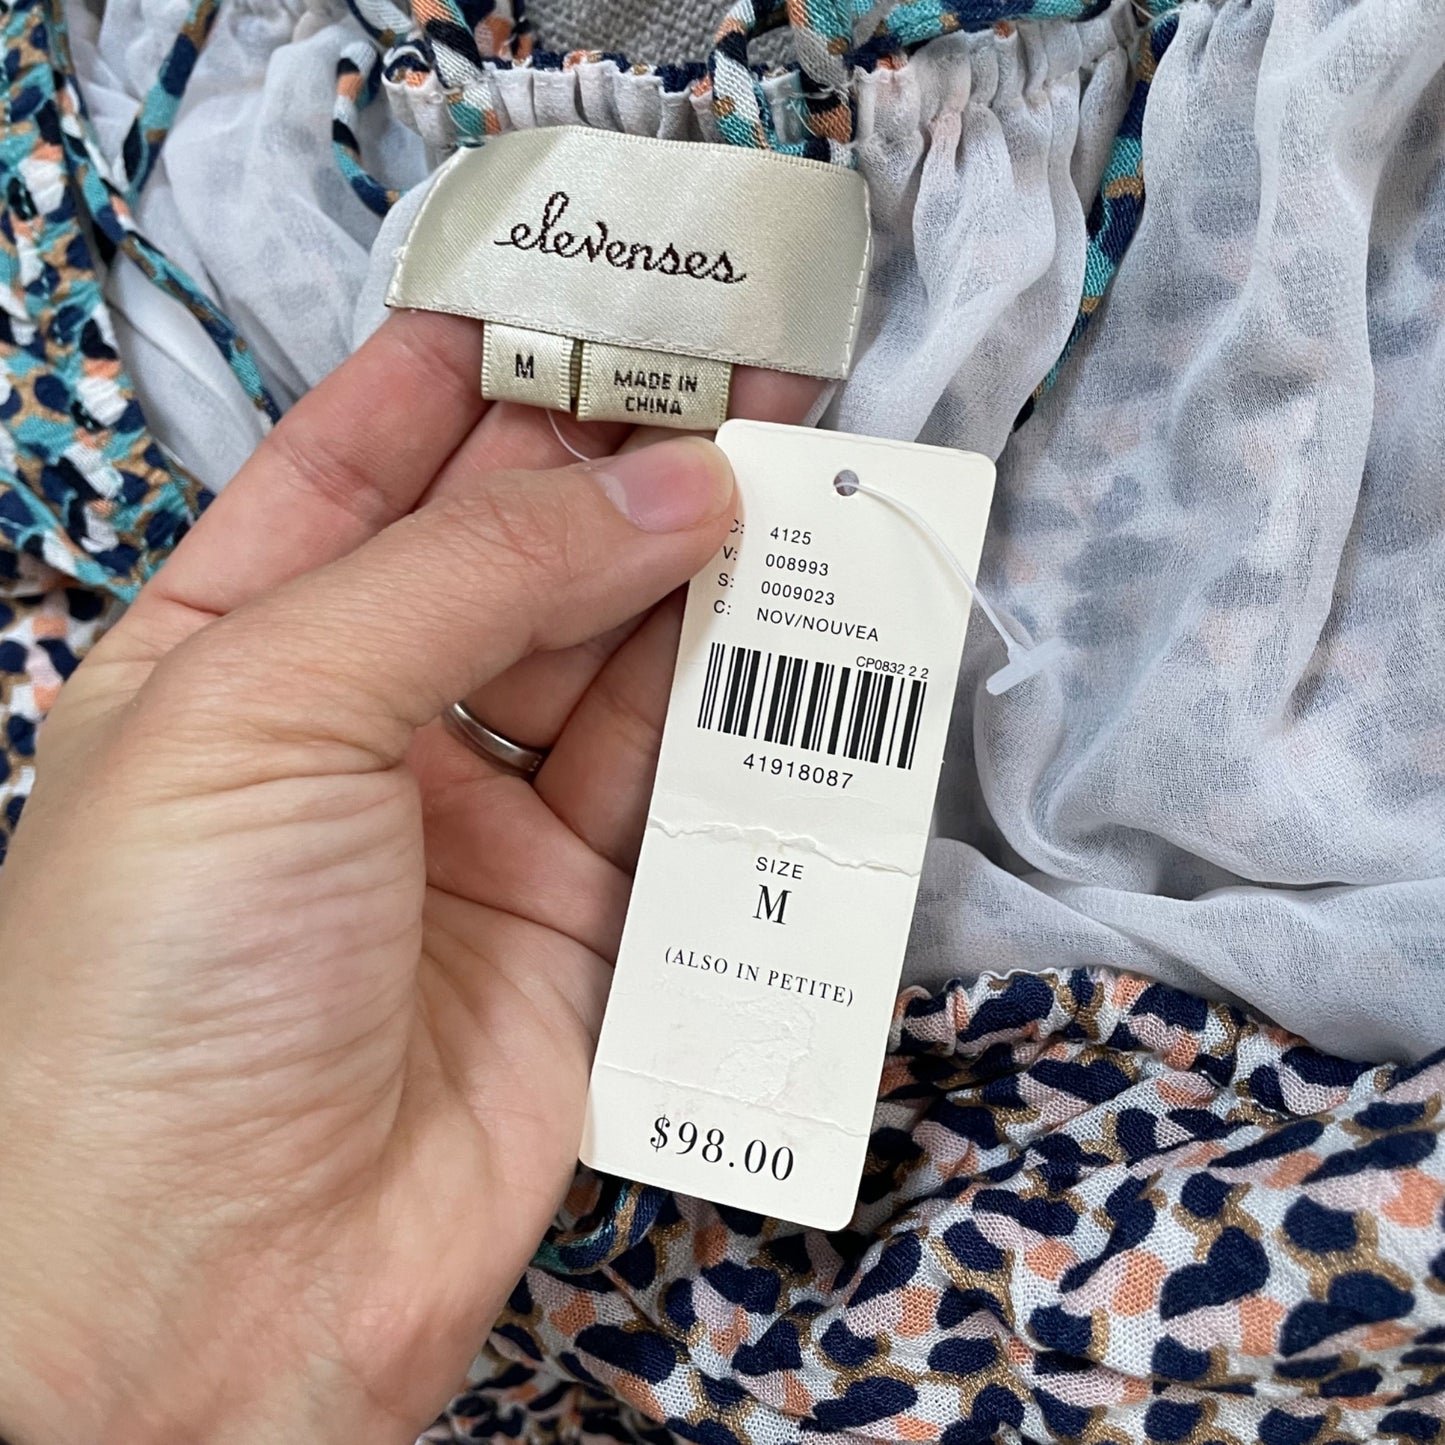 elevenses
M
MADE IN
CHINA
C: 4125
V: 008993
S: 0009023
C: NOV/NOUVEA
CP0832 2 2
41918087
SIZE
M
(ALSO IN PETITE)
$98.00